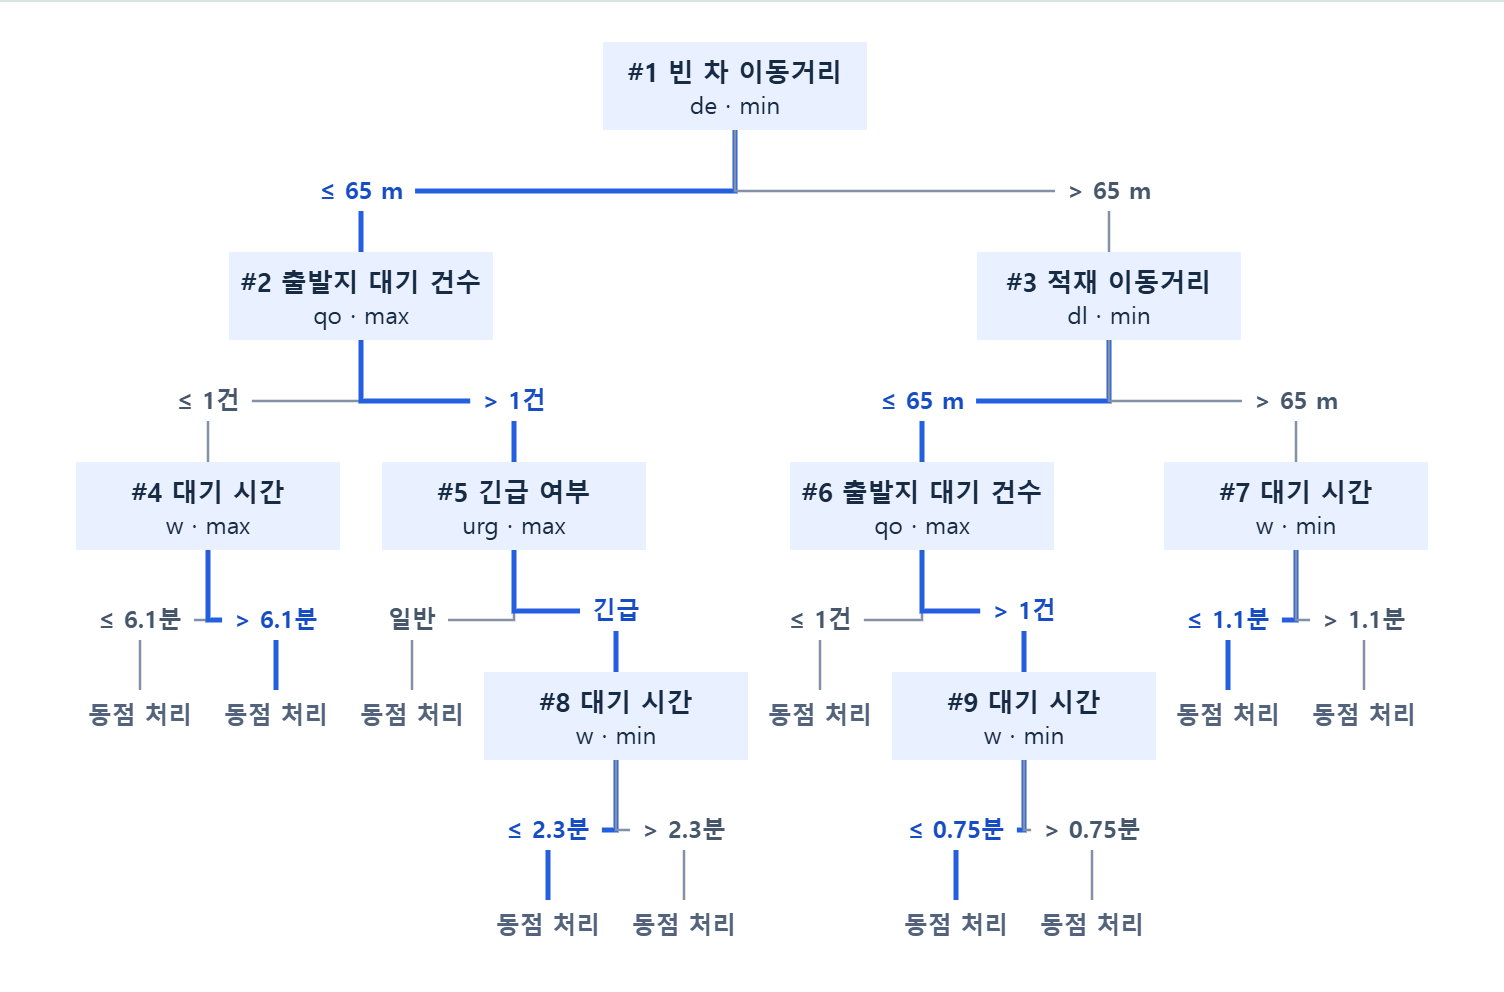 #1 빈 차 이동거리
de · min
≤ 65 m
> 65 m
#2 출발지 대기 건수
qo · max
#3 적재 이동거리
dl · min
≤ 1건
> 1건
≤ 65 m
> 65 m
#4 대기 시간
w · max
#5 긴급 여부
urg · max
#6 출발지 대기 건수
qo · max
#7 대기 시간
w · min
≤ 6.1분
> 6.1분
일반
긴급
≤ 1건
> 1건
≤ 1.1분
> 1.1분
동점 처리
동점 처리
동점 처리
#8 대기 시간
w · min
동점 처리
#9 대기 시간
w · min
동점 처리
동점 처리
≤ 2.3분
> 2.3분
≤ 0.75분
> 0.75분
동점 처리
동점 처리
동점 처리
동점 처리